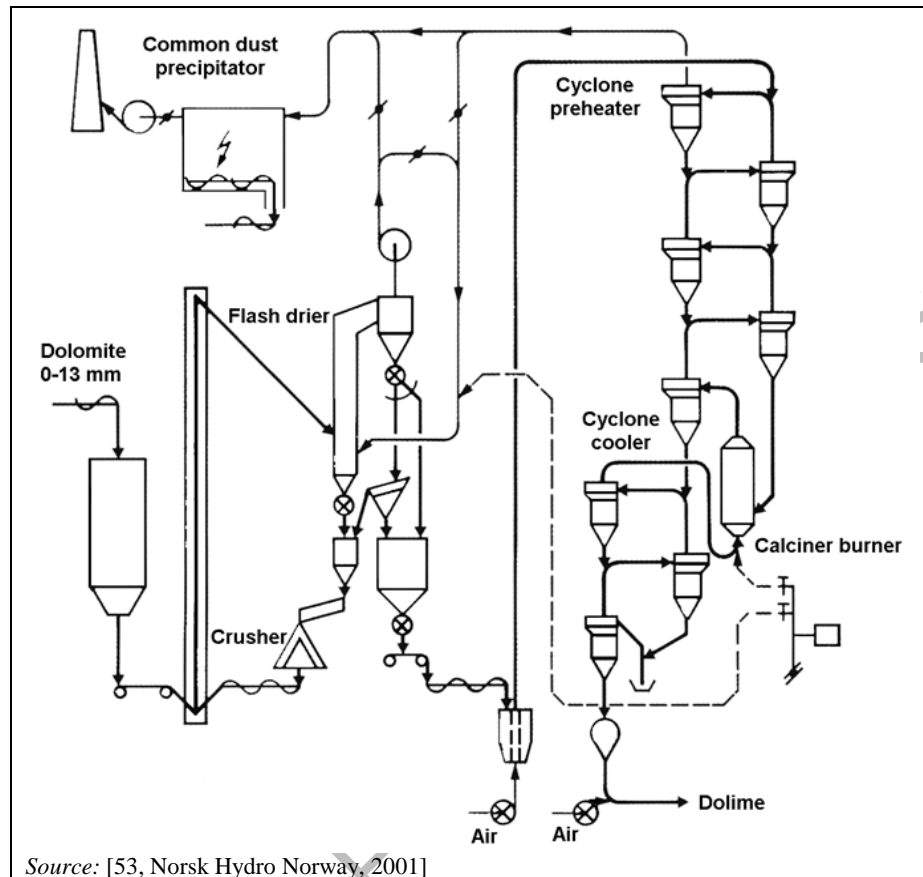 Common dust
precipitator
Cyclone
preheater
Flash drier
Dolomite
0-13 mm
Cyclone
cooler
Calciner burner
Crusher
Dolime
Air
Air
Source: [53, Norsk Hydro Norway, 2001]